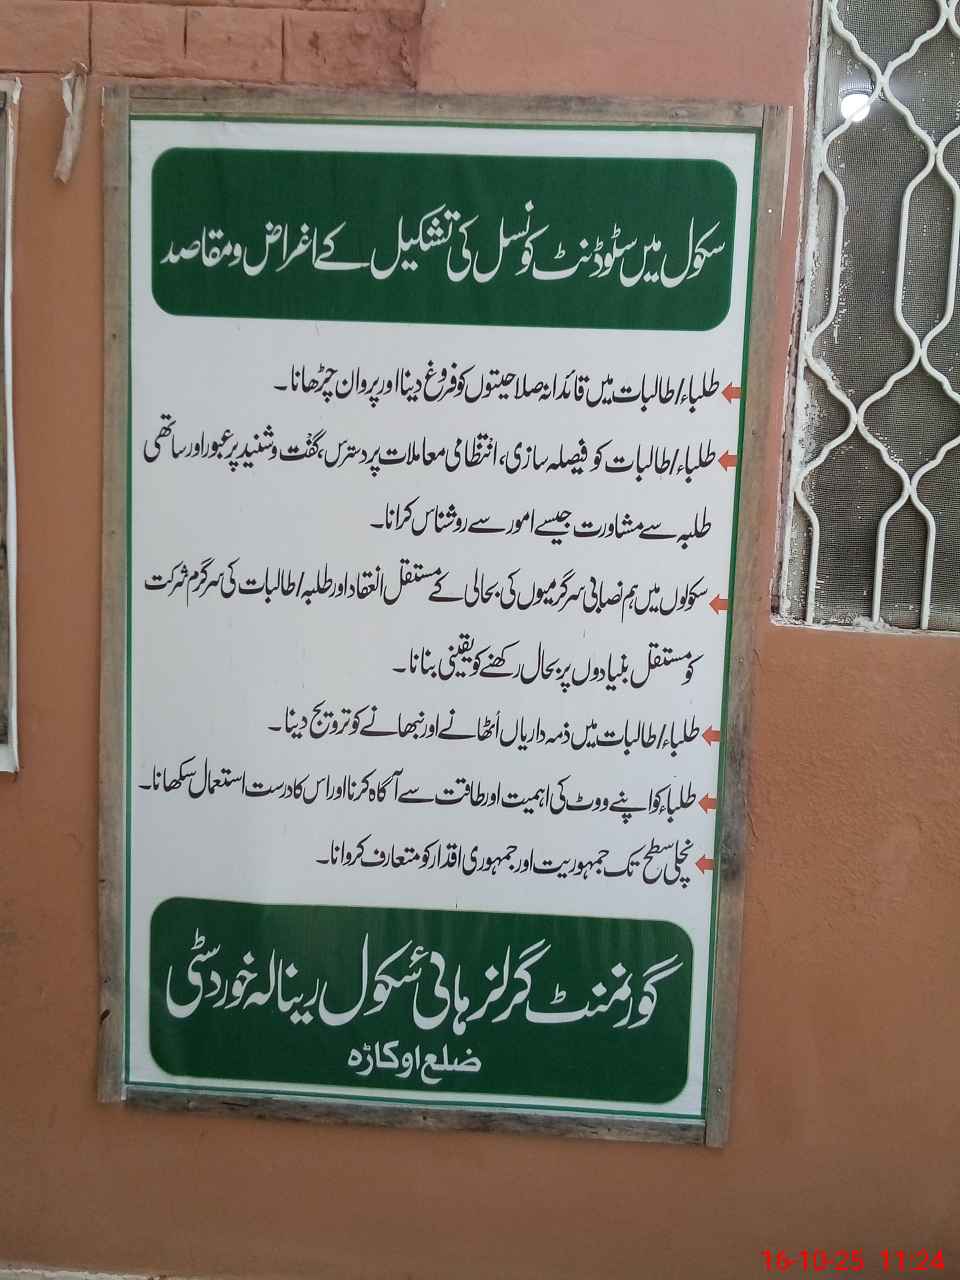 سکول میں سٹوڈنٹ کونسل کی تشکیل کے اغراض و مقاصد
طلباء/طالبات میں قائدانہ صلاحیتوں کو فروغ دینا اور پروان چڑھانا۔
طلباء/طالبات کو فیصلہ سازی، انتظامی معاملات پر دسترس، گفت و شنید پر عبور اور ساتھی
طلبہ سے مشاورت جیسے امور سے روشناس کرانا۔
سکولوں میں ہم نصابی سرگرمیوں کی بحالی کے مستقل انعقاد اور طلبہ/طالبات کی سرگرم شرکت
کو مستقل بنیادوں پر بحال رکھنے کو یقینی بنانا۔
طلباء/طالبات میں ذمہ داریاں اُٹھانے اور نبھانے کو ترویج دینا۔
طلباء کو اپنے ووٹ کی اہمیت اور طاقت سے آگاہ کرنا اور اس کا درست استعمال سکھانا۔
نچلی سطح تک جمہوریت اور جمہوری اقدار کو متعارف کروانا۔
گورنمنٹ گرلز ہائی سکول رینالہ خورد سٹی
ضلع اوکاڑہ
16-10-25 11:24